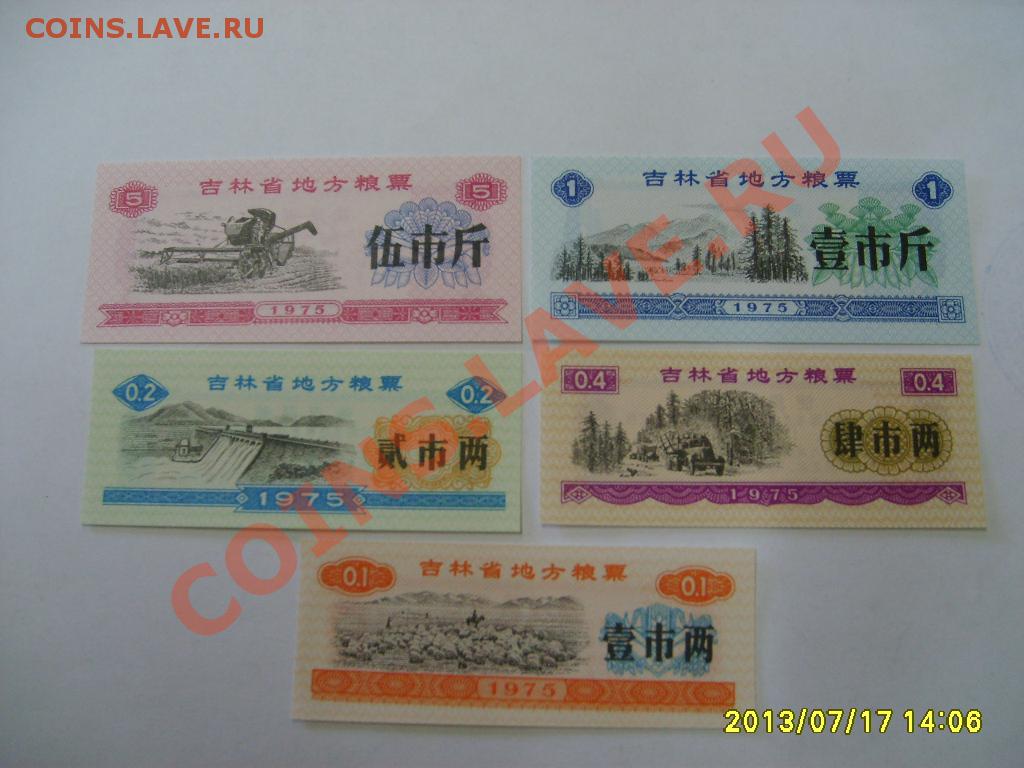 COINS.LAVE.RU
吉林省地方粮票
5 5
伍市斤
1975
吉林省地方粮票
1 1
壹市斤
1975
吉林省地方粮票
0.2 0.2
贰市两
1975
吉林省地方粮票
0.4 0.4
肆市两
1975
吉林省地方粮票
0.1 0.1
壹市两
1975
COINS.LAVE.RU
2013/07/17 14:06